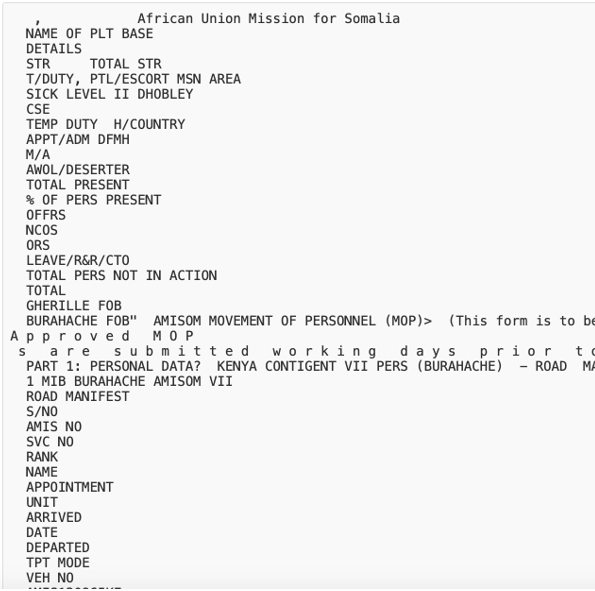 , African Union Mission for Somalia
NAME OF PLT BASE
DETAILS
STR TOTAL STR
T/DUTY, PTL/ESCORT MSN AREA
SICK LEVEL II DHOBLEY
CSE
TEMP DUTY H/COUNTRY
APPT/ADM DFMH
M/A
AWOL/DESERTER
TOTAL PRESENT
% OF PERS PRESENT
OFFRS
NCOS
ORS
LEAVE/R&R/CTO
TOTAL PERS NOT IN ACTION
TOTAL
GHERILLE FOB
BURAHACHE FOB" AMISOM MOVEMENT OF PERSONNEL (MOP)> (This form is to be
A p p r o v e d M O P
s a r e s u b m i t t e d w o r k i n g d a y s p r i o r t o
PART 1: PERSONAL DATA? KENYA CONTIGENT VII PERS (BURAHACHE) – ROAD MA
1 MIB BURAHACHE AMISOM VII
ROAD MANIFEST
S/NO
AMIS NO
SVC NO
RANK
NAME
APPOINTMENT
UNIT
ARRIVED
DATE
DEPARTED
TPT MODE
VEH NO